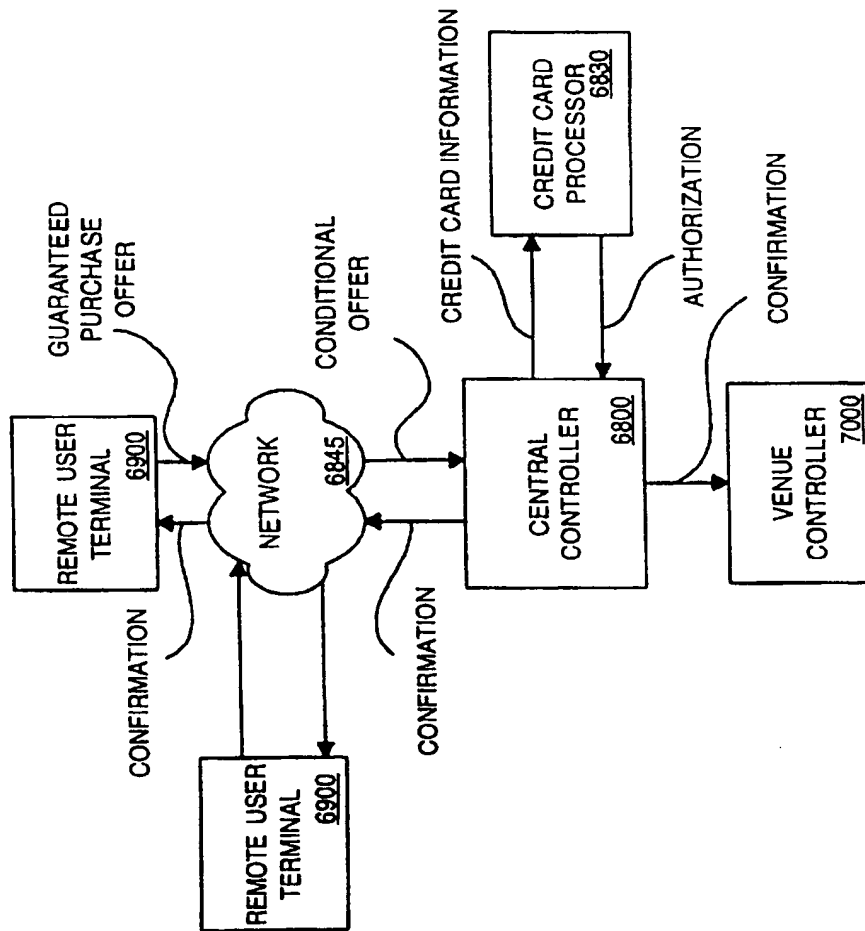 GUARANTEED
PURCHASE
OFFER
REMOTE USER
TERMINAL
6900
CONFIRMATION
NETWORK
6845
REMOTE USER
TERMINAL
6900
CONDITIONAL
OFFER
CONFIRMATION
CENTRAL
CONTROLLER
6800
CREDIT CARD INFORMATION
CREDIT CARD
PROCESSOR
6830
AUTHORIZATION
CONFIRMATION
VENUE
CONTROLLER
7000